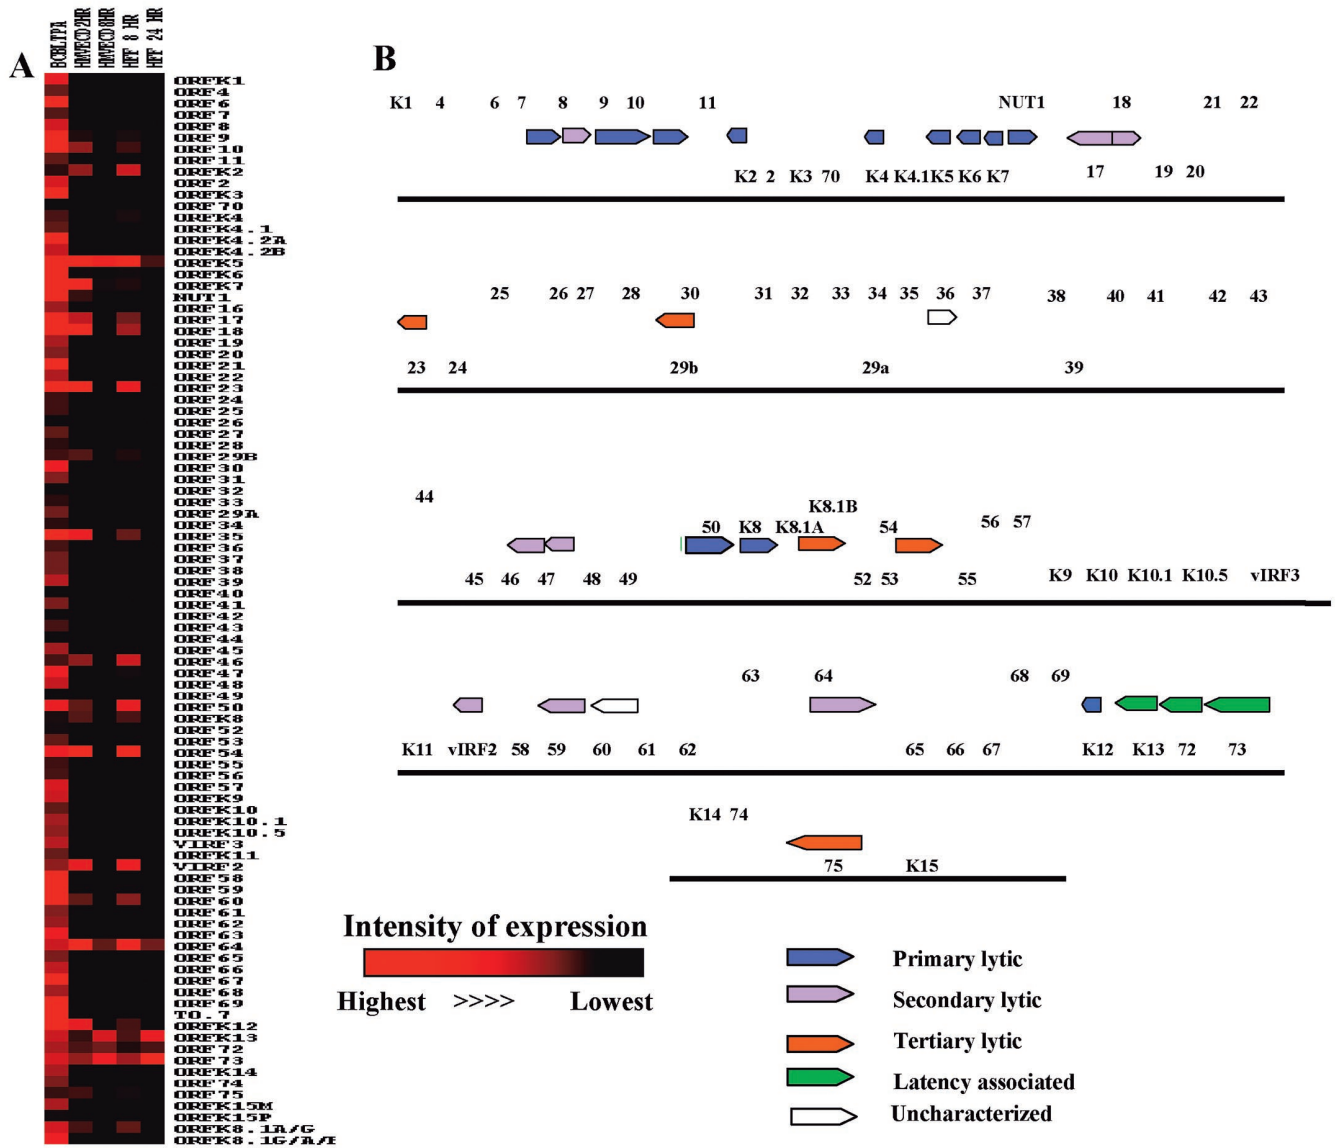 A
BCBLTPA
HMVECD2HR
HMVECD8HR
HFF 8 HR
HFF 24 HR
ORFK1
ORF4
ORF6
ORF7
ORF8
ORF9
ORF10
ORF11
ORFK2
ORF2
ORFK3
ORF70
ORFK4
ORFK4.1
ORFK4.2A
ORFK4.2B
ORFK5
ORFK6
ORFK7
NUT1
ORF16
ORF17
ORF18
ORF19
ORF20
ORF21
ORF22
ORF23
ORF24
ORF25
ORF26
ORF27
ORF28
ORF29B
ORF30
ORF31
ORF32
ORF33
ORF29A
ORF34
ORF35
ORF36
ORF37
ORF38
ORF39
ORF40
ORF41
ORF42
ORF43
ORF44
ORF45
ORF46
ORF47
ORF48
ORF49
ORF50
ORFK8
ORF52
ORF53
ORF54
ORF55
ORF56
ORF57
ORFK9
ORFK10
ORFK10.1
ORFK10.5
VIRF3
ORFK11
VIRF2
ORF58
ORF59
ORF60
ORF61
ORF62
ORF63
ORF64
ORF65
ORF66
ORF67
ORF68
ORF69
T0.7
ORFK12
ORFK13
ORF72
ORF73
ORFK14
ORF74
ORF75
ORFK15M
ORFK15P
ORFK8.1A/G
B
K1 4 6 7 8 9 10 11 NUT1 18 21 22
K2 2 K3 70 K4 K4.1 K5 K6 K7 17 19 20
25 26 27 28 30 31 32 33 34 35 36 37 38 40 41 42 43
23 24 29b 29a 39
44
K8.1B
50 K8 K8.1A 54 56 57
45 46 47 48 49 52 53 55 K9 K10 K10.1 K10.5 vIRF3
63 64 68 69
K11 vIRF2 58 59 60 61 62 65 66 67 K12 K13 72 73
K14 74
75 K15
Intensity of expression
Highest >>>> Lowest
Primary lytic
Secondary lytic
Tertiary lytic
Latency associated
Uncharacterized